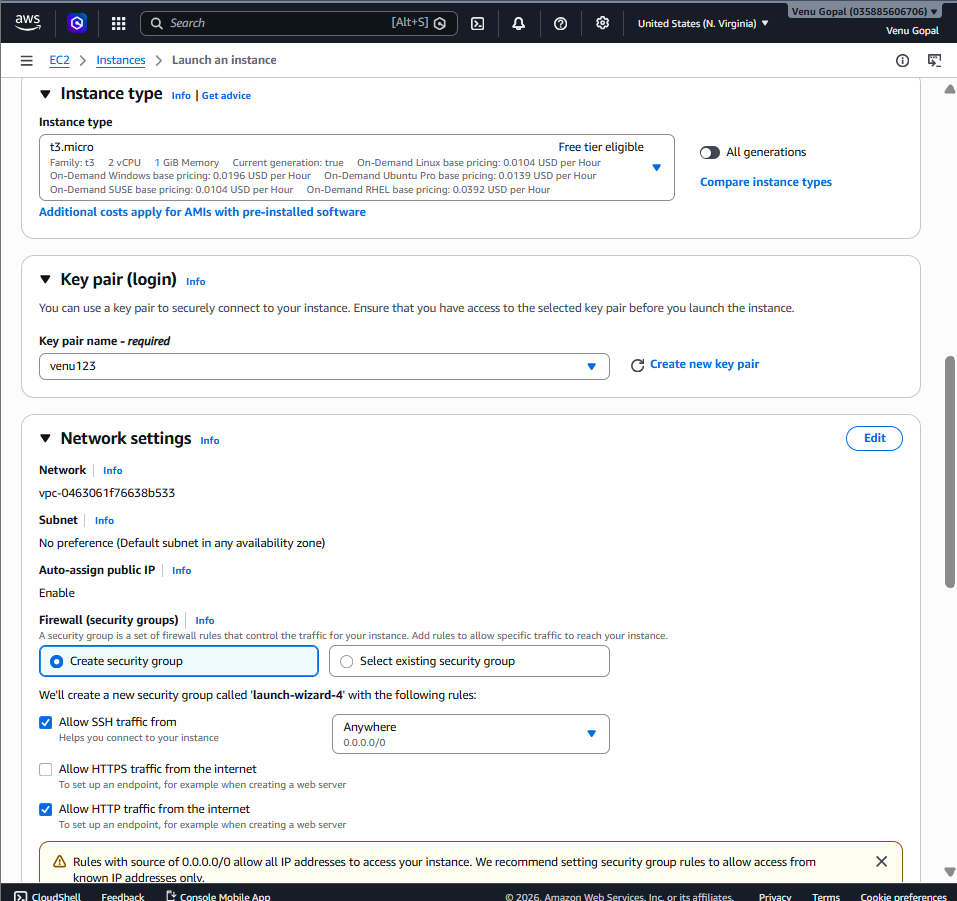 aws
Search [Alt+S] United States (N. Virginia) Venu Gopal (035885606706)
Venu Gopal
EC2 Instances Launch an instance
Instance type Info | Get advice
Instance type
t3.micro Free tier eligible
Family: t3 2 vCPU 1 GiB Memory Current generation: true On-Demand Linux base pricing: 0.0104 USD per Hour
On-Demand Windows base pricing: 0.0196 USD per Hour On-Demand Ubuntu Pro base pricing: 0.0139 USD per Hour
On-Demand SUSE base pricing: 0.0104 USD per Hour On-Demand RHEL base pricing: 0.0392 USD per Hour
All generations
Compare instance types
Additional costs apply for AMIs with pre-installed software
Key pair (login) Info
You can use a key pair to securely connect to your instance. Ensure that you have access to the selected key pair before you launch the instance.
Key pair name - required
venu123 Create new key pair
Network settings Info Edit
Network Info
vpc-0463061f76638b533
Subnet Info
No preference (Default subnet in any availability zone)
Auto-assign public IP Info
Enable
Firewall (security groups) Info
A security group is a set of firewall rules that control the traffic for your instance. Add rules to allow specific traffic to reach your instance.
Create security group Select existing security group
We'll create a new security group called 'launch-wizard-4' with the following rules:
Allow SSH traffic from
Helps you connect to your instance
Anywhere
0.0.0.0/0
Allow HTTPS traffic from the internet
To set up an endpoint, for example when creating a web server
Allow HTTP traffic from the internet
To set up an endpoint, for example when creating a web server
Rules with source of 0.0.0.0/0 allow all IP addresses to access your instance. We recommend setting security group rules to allow access from
known IP addresses only.
CloudShell Feedback Console Mobile App © 2026, Amazon Web Services, Inc. or its affiliates. Privacy Terms Cookie preferences